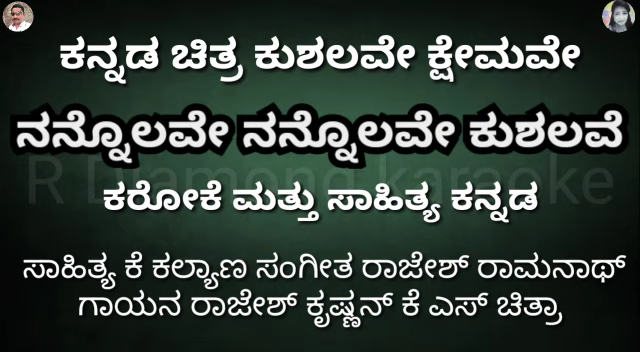 ಕನ್ನಡ ಚಿತ್ರ ಕುಶಲವೇ ಕ್ಷೇಮವೇ
ನನ್ನೊಲವೇ ನನ್ನೊಲವೇ ಕುಶಲವೆ
R Diamond karaoke
ಕರೋಕೆ ಮತ್ತು ಸಾಹಿತ್ಯ ಕನ್ನಡ
ಸಾಹಿತ್ಯ ಕೆ ಕಲ್ಯಾಣ ಸಂಗೀತ ರಾಜೇಶ್ ರಾಮನಾಥ್
ಗಾಯನ ರಾಜೇಶ್ ಕೃಷ್ಣನ್ ಕೆ ಎಸ್ ಚಿತ್ರಾ